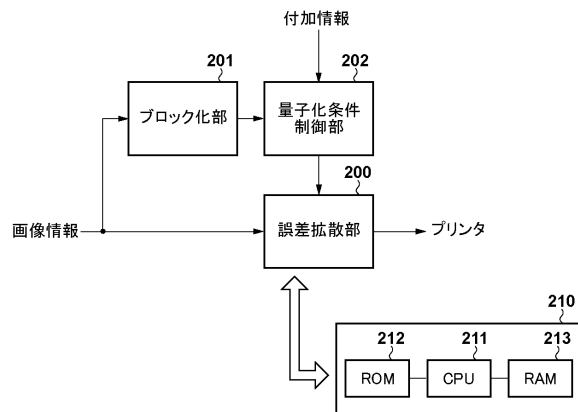 付加情報
201
202
ブロック化部
量子化条件
制御部
200
画像情報
誤差拡散部
プリンタ
210
212
211
213
ROM
CPU
RAM